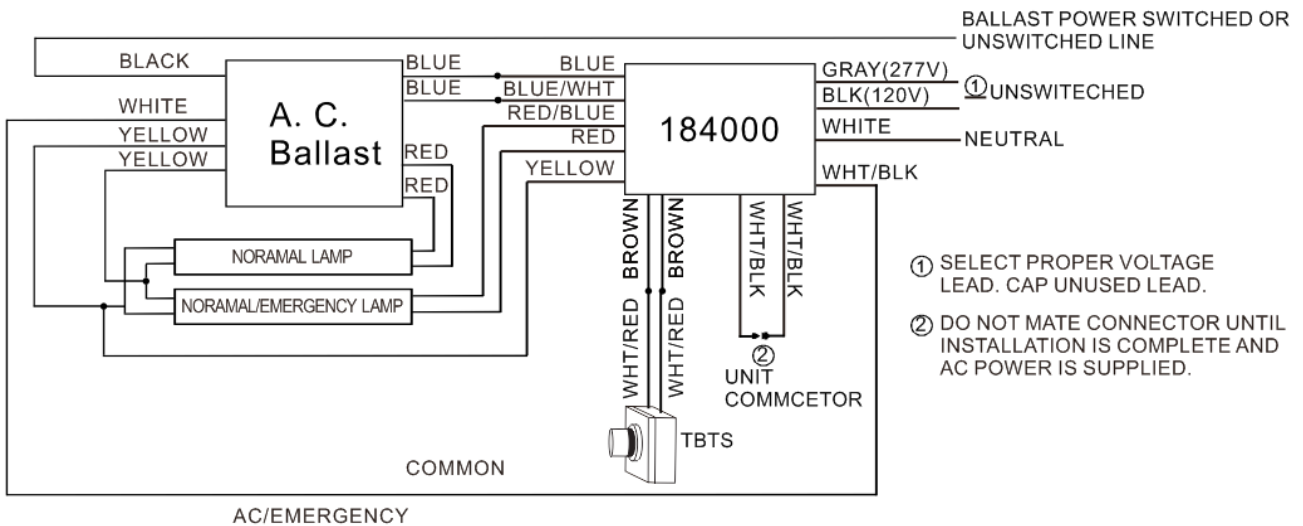 BALLAST POWER SWITCHED OR
UNSWITCHED LINE
BLACK
BLUE
BLUE
GRAY(277V)
BLUE
BLUE/WHT
BLK(120V)
① UNSWITECHED
WHITE
RED/BLUE
WHITE
YELLOW
RED
NEUTRAL
YELLOW
RED
YELLOW
WHT/BLK
RED
A. C.
Ballast
184000
NORAMAL LAMP
NORAMAL/EMERGENCY LAMP
BROWN
BROWN
WHT/BLK
WHT/BLK
WHT/RED
WHT/RED
②
UNIT
COMMCETOR
TBTS
① SELECT PROPER VOLTAGE
LEAD. CAP UNUSED LEAD.
② DO NOT MATE CONNECTOR UNTIL
INSTALLATION IS COMPLETE AND
AC POWER IS SUPPLIED.
COMMON
AC/EMERGENCY